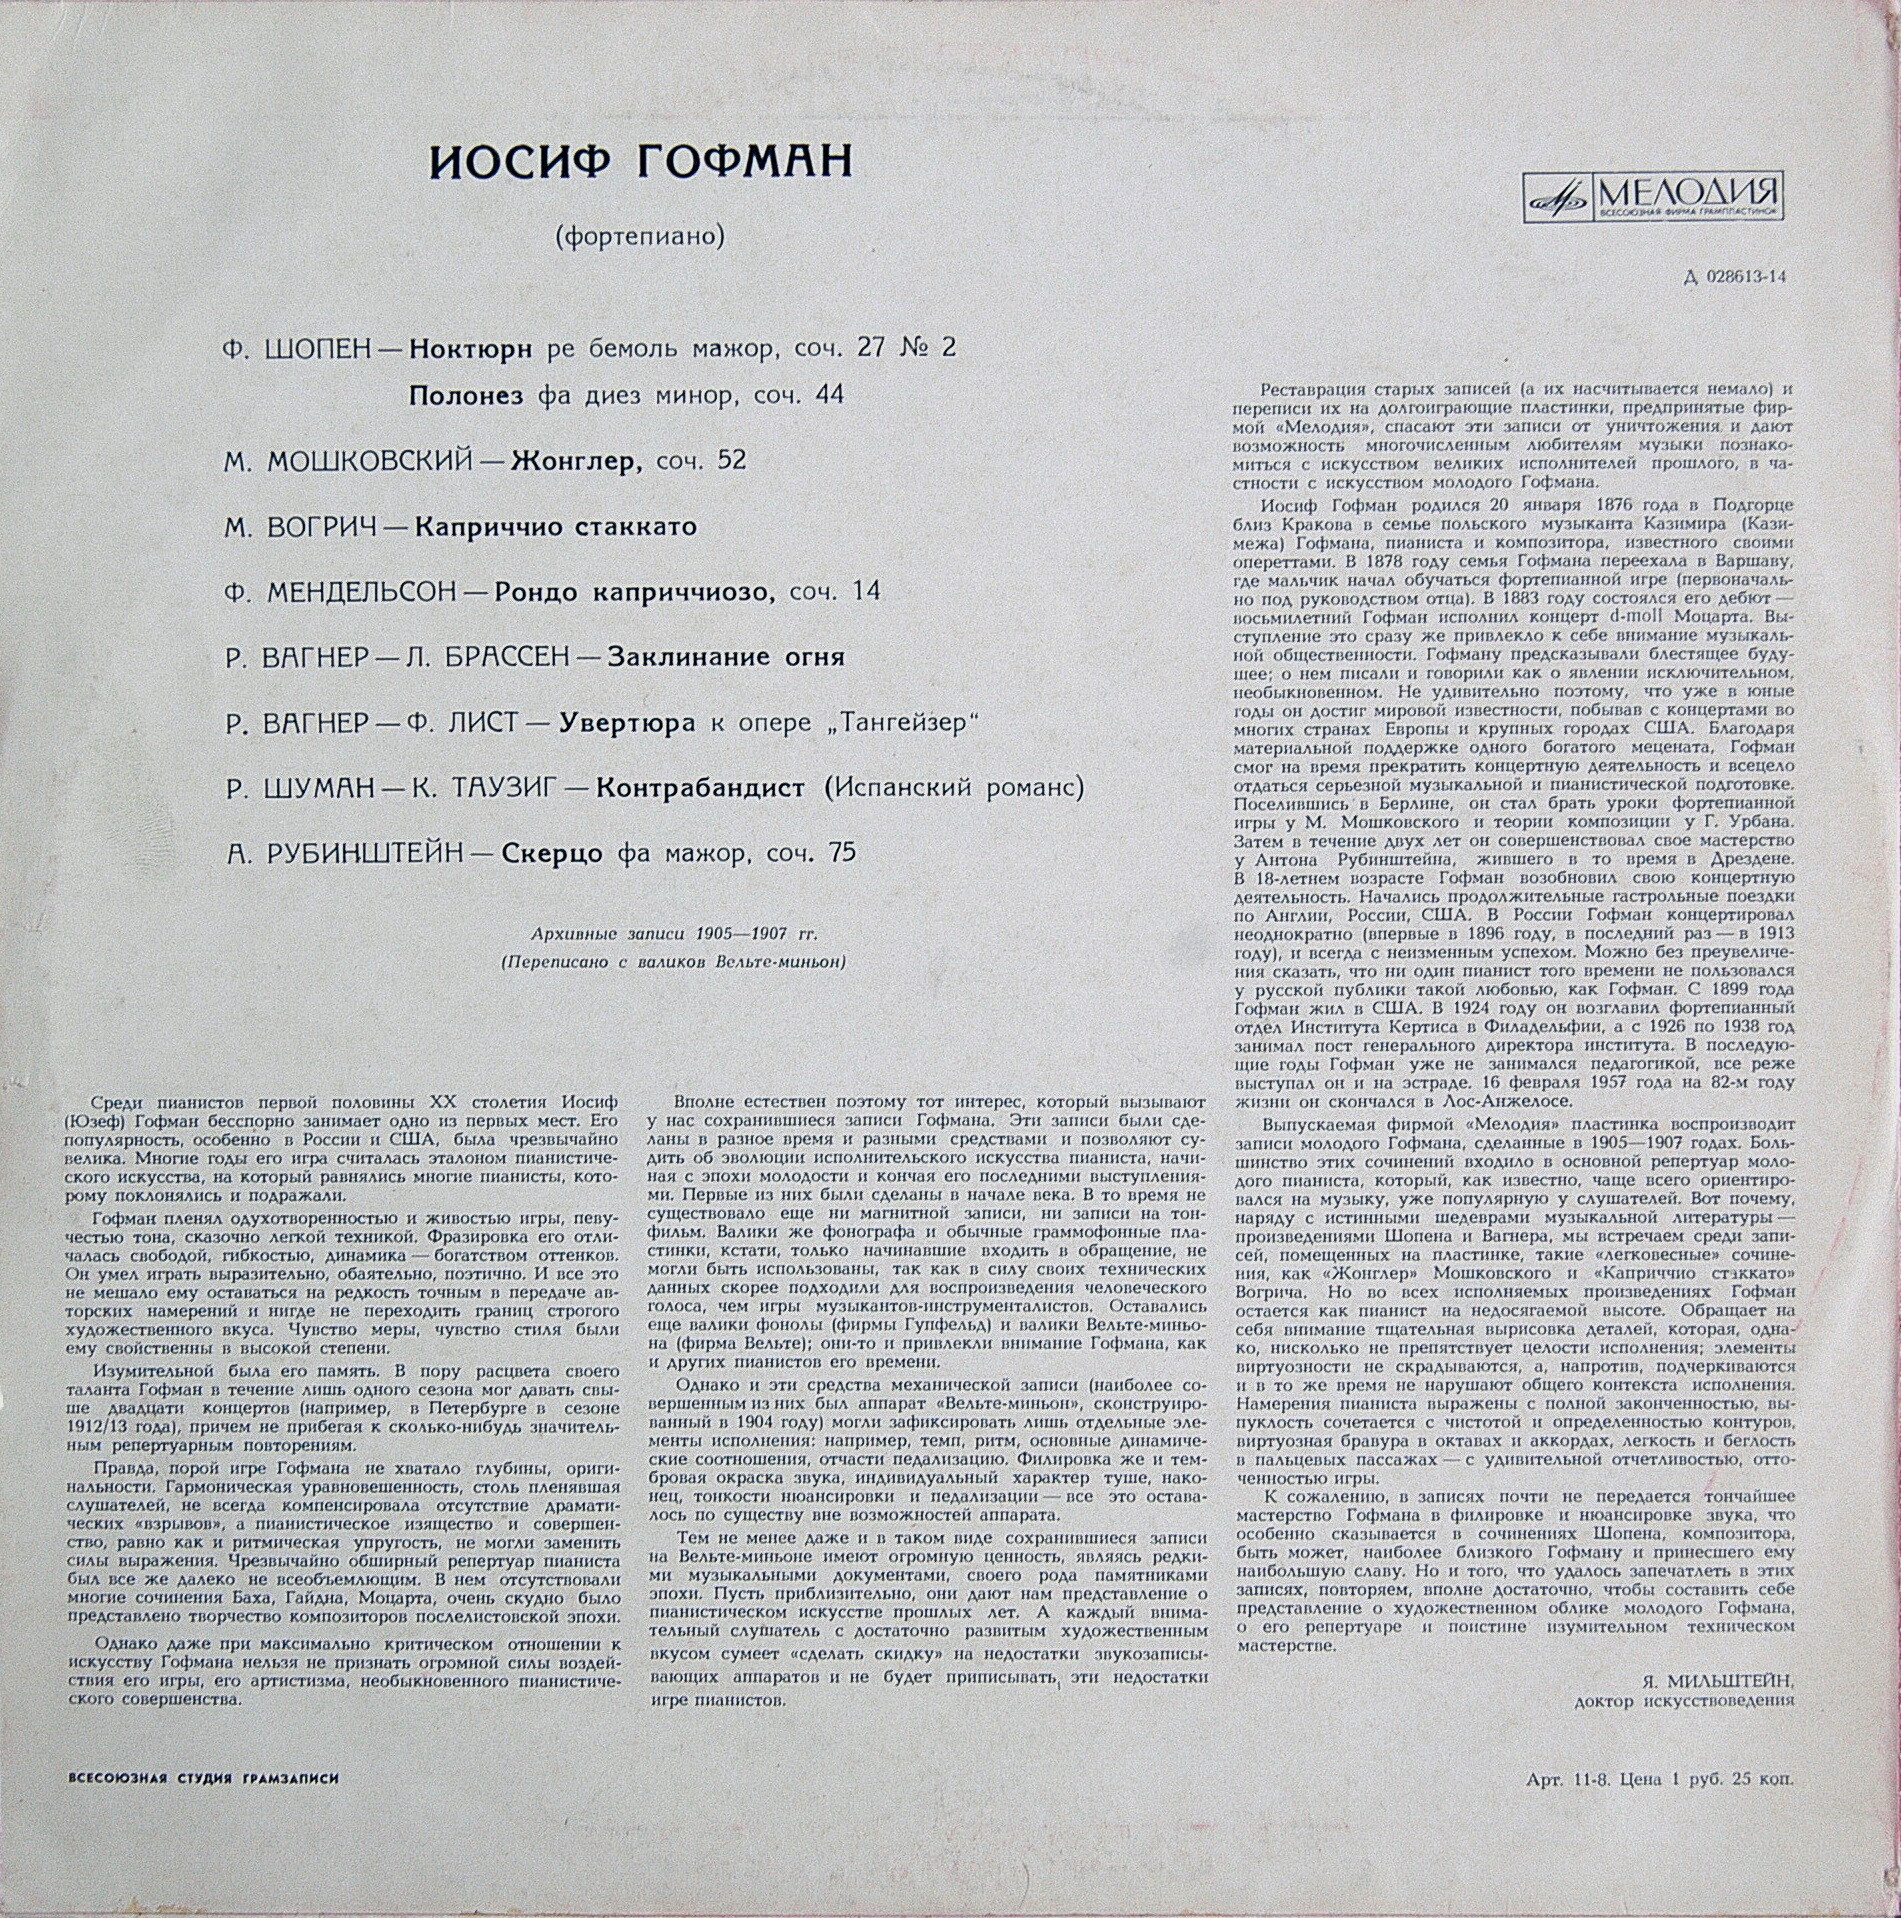 ИОСИФ ГОФМАН
(фортепиано)
МЕЛОДИЯ
ВСЕСОЮЗНАЯ ФИРМА ГРАМПЛАСТИНОК
Д 028613-14
Ф. ШОПЕН — Ноктюрн ре бемоль мажор, соч. 27 № 2
Полонез фа диез минор, соч. 44
М. МОШКОВСКИЙ — Жонглер, соч. 52
М. ВОГРИЧ — Каприччио стаккато
Ф. МЕНДЕЛЬСОН — Рондо каприччиозо, соч. 14
Р. ВАГНЕР — Л. БРАССЕН — Заклинание огня
Р. ВАГНЕР — Ф. ЛИСТ — Увертюра к опере „Тангейзер“
Р. ШУМАН — К. ТАУЗИГ — Контрабандист (Испанский романс)
А. РУБИНШТЕЙН — Скерцо фа мажор, соч. 75
Архивные записи 1905—1907 гг.
(Переписано с валиков Вельте-миньон)
Среди пианистов первой половины XX столетия Иосиф
(Юзеф) Гофман бесспорно занимает одно из первых мест. Его
популярность, особенно в России и США, была чрезвычайно
велика. Многие годы его игра считалась эталоном пианистиче-
ского искусства, на который равнялись многие пианисты, кото-
рому поклонялись и подражали.
Гофман пленял одухотворенностью и живостью игры, певу-
честью тона, сказочно легкой техникой. Фразировка его отли-
чалась свободой, гибкостью, динамика — богатством оттенков.
Он умел играть выразительно, обаятельно, поэтично. И все это
не мешало ему оставаться на редкость точным в передаче ав-
торских намерений и нигде не переходить границ строгого
художественного вкуса. Чувство меры, чувство стиля были
ему свойственны в высокой степени.
Изумительной была его память. В пору расцвета своего
таланта Гофман в течение лишь одного сезона мог давать свы-
ше двадцати концертов (например, в Петербурге в сезоне
1912/13 года), причем не прибегая к сколько-нибудь значитель-
ным репертуарным повторениям.
Правда, порой игре Гофмана не хватало глубины, ориги-
нальности. Гармоническая уравновешенность, столь пленявшая
слушателей, не всегда компенсировала отсутствие драмати-
ческих «взрывов», а пианистическое изящество и совершен-
ство, равно как и ритмическая упругость, не могли заменить
силы выражения. Чрезвычайно обширный репертуар пианиста
был все же далеко не всеобъемлющим. В нем отсутствовали
многие сочинения Баха, Гайдна, Моцарта, очень скудно было
представлено творчество композиторов послелистовской эпохи.
Однако даже при максимально критическом отношении к
искусству Гофмана нельзя не признать огромной силы воздей-
ствия его игры, его артистизма, необыкновенного пианистиче-
ского совершенства.
Вполне естествен поэтому тот интерес, который вызывают
у нас сохранившиеся записи Гофмана. Эти записи были сде-
ланы в разное время и разными средствами и позволяют су-
дить об эволюции исполнительского искусства пианиста, начи-
ная с эпохи молодости и кончая его последними выступления-
ми. Первые из них были сделаны в начале века. В то время не
существовало еще ни магнитной записи, ни записи на тон-
фильм. Валики же фонографа и обычные граммофонные пла-
стинки, кстати, только начинавшие входить в обращение, не
могли быть использованы, так как в силу своих технических
данных скорее подходили для воспроизведения человеческого
голоса, чем игры музыкантов-инструменталистов. Оставались
еще валики фонолы (фирмы Гупфельд) и валики Вельте-миньо-
на (фирма Вельте); они-то и привлекли внимание Гофмана, как
и других пианистов его времени.
Однако и эти средства механической записи (наиболее со-
вершенным из них был аппарат «Вельте-миньон», сконструиро-
ванный в 1904 году) могли зафиксировать лишь отдельные эле-
менты исполнения: например, темп, ритм, основные динамиче-
ские соотношения, отчасти педализацию. Филировка же и тем-
бровая окраска звука, индивидуальный характер туше, нако-
нец, тонкости нюансировки и педализации — все это остава-
лось по существу вне возможностей аппарата.
Тем не менее даже и в таком виде сохранившиеся записи
на Вельте-миньоне имеют огромную ценность, являясь редки-
ми музыкальными документами, своего рода памятниками
эпохи. Пусть приблизительно, они дают нам представление о
пианистическом искусстве прошлых лет. А каждый внима-
тельный слушатель с достаточно развитым художественным
вкусом сумеет «сделать скидку» на недостатки звукозаписы-
вающих аппаратов и не будет приписывать эти недостатки
игре пианистов.
Реставрация старых записей (а их насчитывается немало) и
переписи их на долгоиграющие пластинки, предпринятые фир-
мой «Мелодия», спасают эти записи от уничтожения и дают
возможность многочисленным любителям музыки познако-
миться с искусством великих исполнителей прошлого, в ча-
стности с искусством молодого Гофмана.
Иосиф Гофман родился 20 января 1876 года в Подгорце
близ Кракова в семье польского музыканта Казимира (Кази-
межа) Гофмана, пианиста и композитора, известного своими
опереттами. В 1878 году семья Гофмана переехала в Варшаву,
где мальчик начал обучаться фортепианной игре (первоначаль-
но под руководством отца). В 1883 году состоялся его дебют —
восьмилетний Гофман исполнил концерт d-moll Моцарта. Вы-
ступление это сразу же привлекло к себе внимание музыкаль-
ной общественности. Гофману предсказывали блестящее буду-
щее; о нем писали и говорили как о явлении исключительном,
необыкновенном. Не удивительно поэтому, что уже в юные
годы он достиг мировой известности, побывав с концертами во
многих странах Европы и крупных городах США. Благодаря
материальной поддержке одного богатого мецената, Гофман
смог на время прекратить концертную деятельность и всецело
отдаться серьезной музыкальной и пианистической подготовке.
Поселившись в Берлине, он стал брать уроки фортепианной
игры у М. Мошковского и теории композиции у Г. Урбана.
Затем в течение двух лет он совершенствовал свое мастерство
у Антона Рубинштейна, жившего в то время в Дрездене.
В 18-летнем возрасте Гофман возобновил свою концертную
деятельность. Начались продолжительные гастрольные поездки
по Англии, России, США. В России Гофман концертировал
неоднократно (впервые в 1896 году, в последний раз — в 1913
году), и всегда с неизменным успехом. Можно без преувеличе-
ния сказать, что ни один пианист того времени не пользовался
у русской публики такой любовью, как Гофман. С 1899 года
Гофман жил в США. В 1924 году он возглавил фортепианный
отдел Института Кертиса в Филадельфии, а с 1926 по 1938 год
занимал пост генерального директора института. В последую-
щие годы Гофман уже не занимался педагогикой, все реже
выступал он и на эстраде. 16 февраля 1957 года на 82-м году
жизни он скончался в Лос-Анжелосе.
Выпускаемая фирмой «Мелодия» пластинка воспроизводит
записи молодого Гофмана, сделанные в 1905—1907 годах. Боль-
шинство этих сочинений входило в основной репертуар моло-
дого пианиста, который, как известно, чаще всего ориентиро-
вался на музыку, уже популярную у слушателей. Вот почему,
наряду с истинными шедеврами музыкальной литературы —
произведениями Шопена и Вагнера, мы встречаем среди запи-
сей, помещенных на пластинке, такие «легковесные» сочине-
ния, как «Жонглер» Мошковского и «Каприччио стаккато»
Вогрича. Но во всех исполняемых произведениях Гофман
остается как пианист на недосягаемой высоте. Обращает на
себя внимание тщательная вырисовка деталей, которая, одна-
ко, нисколько не препятствует целости исполнения; элементы
виртуозности не скрадываются, а, напротив, подчеркиваются
и в то же время не нарушают общего контекста исполнения.
Намерения пианиста выражены с полной законченностью, вы-
пуклость сочетается с чистотой и определенностью контуров,
виртуозная бравура в октавах и аккордах, легкость и беглость
в пальцевых пассажах — с удивительной отчетливостью, отто-
ченностью игры.
К сожалению, в записях почти не передается тончайшее
мастерство Гофмана в филировке и нюансировке звука, что
особенно сказывается в сочинениях Шопена, композитора,
быть может, наиболее близкого Гофману и принесшего ему
наибольшую славу. Но и того, что удалось запечатлеть в этих
записях, повторяем, вполне достаточно, чтобы составить себе
представление о художественном облике молодого Гофмана,
о его репертуаре и поистине изумительном техническом
мастерстве.
Я. МИЛЬШТЕЙН,
доктор искусствоведения
ВСЕСОЮЗНАЯ СТУДИЯ ГРАМЗАПИСИ
Арт. 11-8. Цена 1 руб. 25 коп.